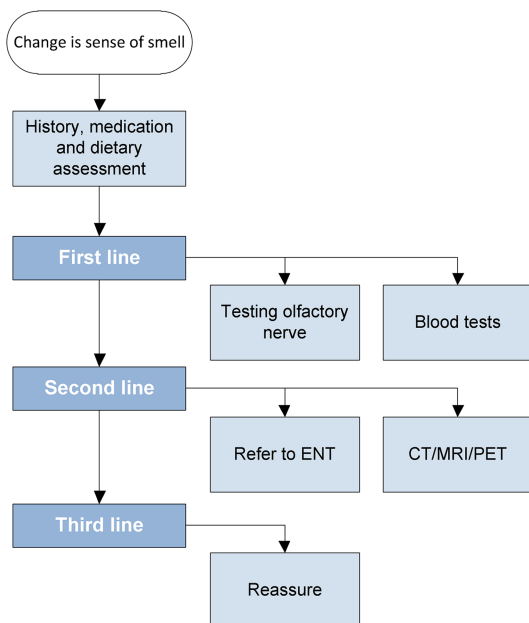 Change is sense of smell
History, medication
and dietary
assessment
First line
Testing olfactory
nerve
Blood tests
Second line
Refer to ENT
CT/MRI/PET
Third line
Reassure